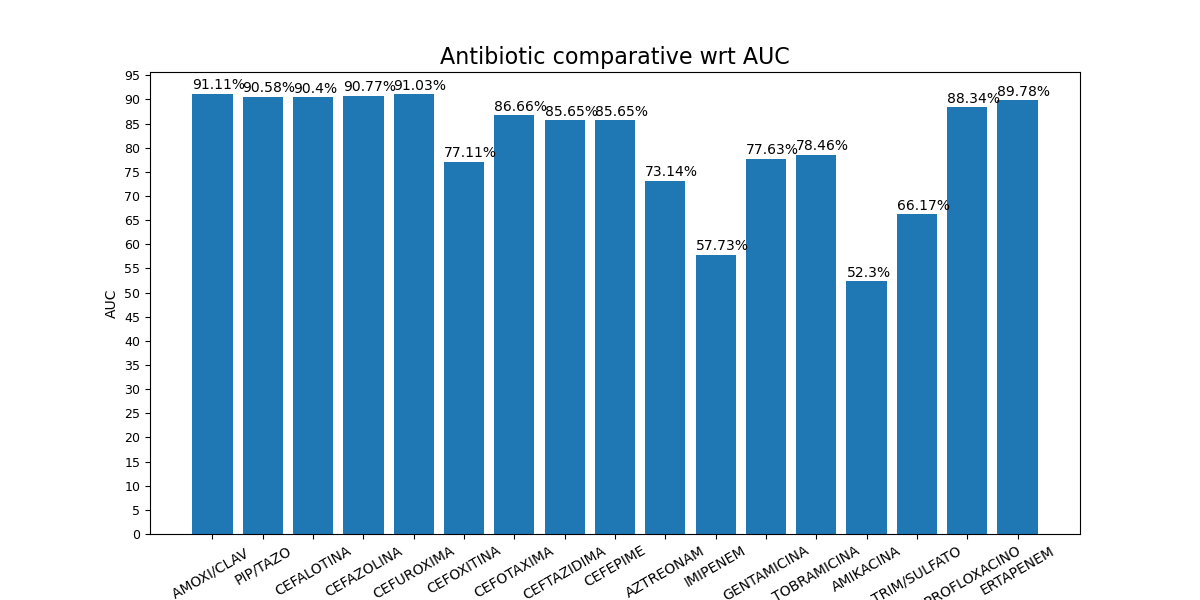 Antibiotic comparative wrt AUC
95
90
85
80
75
70
65
60
55
50
45
40
35
30
25
20
15
10
5
0
AUC
91.11%
90.58%
90.4%
90.77%
91.03%
77.11%
86.66%
85.65%
85.65%
73.14%
57.73%
77.63%
78.46%
52.3%
66.17%
88.34%
89.78%
AMOXI/CLAV
PIP/TAZO
CEFALOTINA
CEFAZOLINA
CEFUROXIMA
CEFOXITINA
CEFOTAXIMA
CEFTAZIDIMA
CEFEPIME
AZTREONAM
IMIPENEM
GENTAMICINA
TOBRAMICINA
AMIKACINA
TRIM/SULFATO
PROFLOXACINO
ERTAPENEM